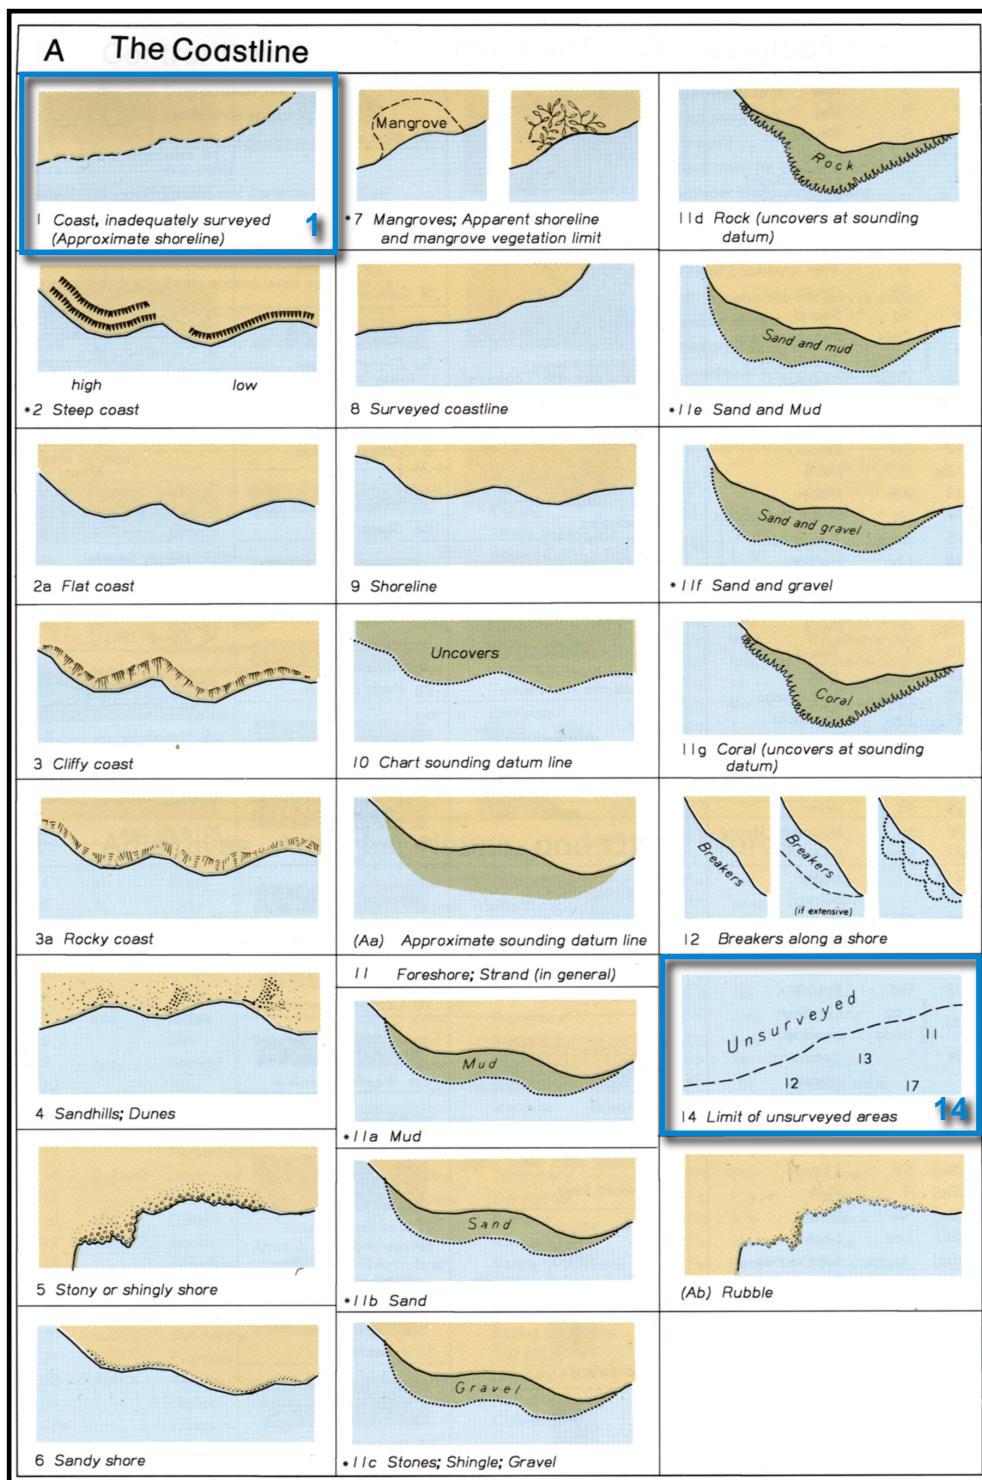 A The Coastline
1 Coast, inadequately surveyed
(Approximate shoreline)
1
high
low
*2 Steep coast
2a Flat coast
3 Cliffy coast
3a Rocky coast
4 Sandhills; Dunes
5 Stony or shingly shore
6 Sandy shore
Mangrove
*7 Mangroves; Apparent shoreline
and mangrove vegetation limit
8 Surveyed coastline
9 Shoreline
Uncovers
10 Chart sounding datum line
(Aa) Approximate sounding datum line
11 Foreshore; Strand (in general)
Mud
*11a Mud
Sand
*11b Sand
Gravel
*11c Stones; Shingle; Gravel
Rock
11d Rock (uncovers at sounding
datum)
Sand and mud
*11e Sand and Mud
Sand and gravel
*11f Sand and gravel
Coral
11g Coral (uncovers at sounding
datum)
Breakers
Breakers
(if extensive)
12 Breakers along a shore
Unsurveyed
11
13
12
17
14 Limit of unsurveyed areas
14
(Ab) Rubble